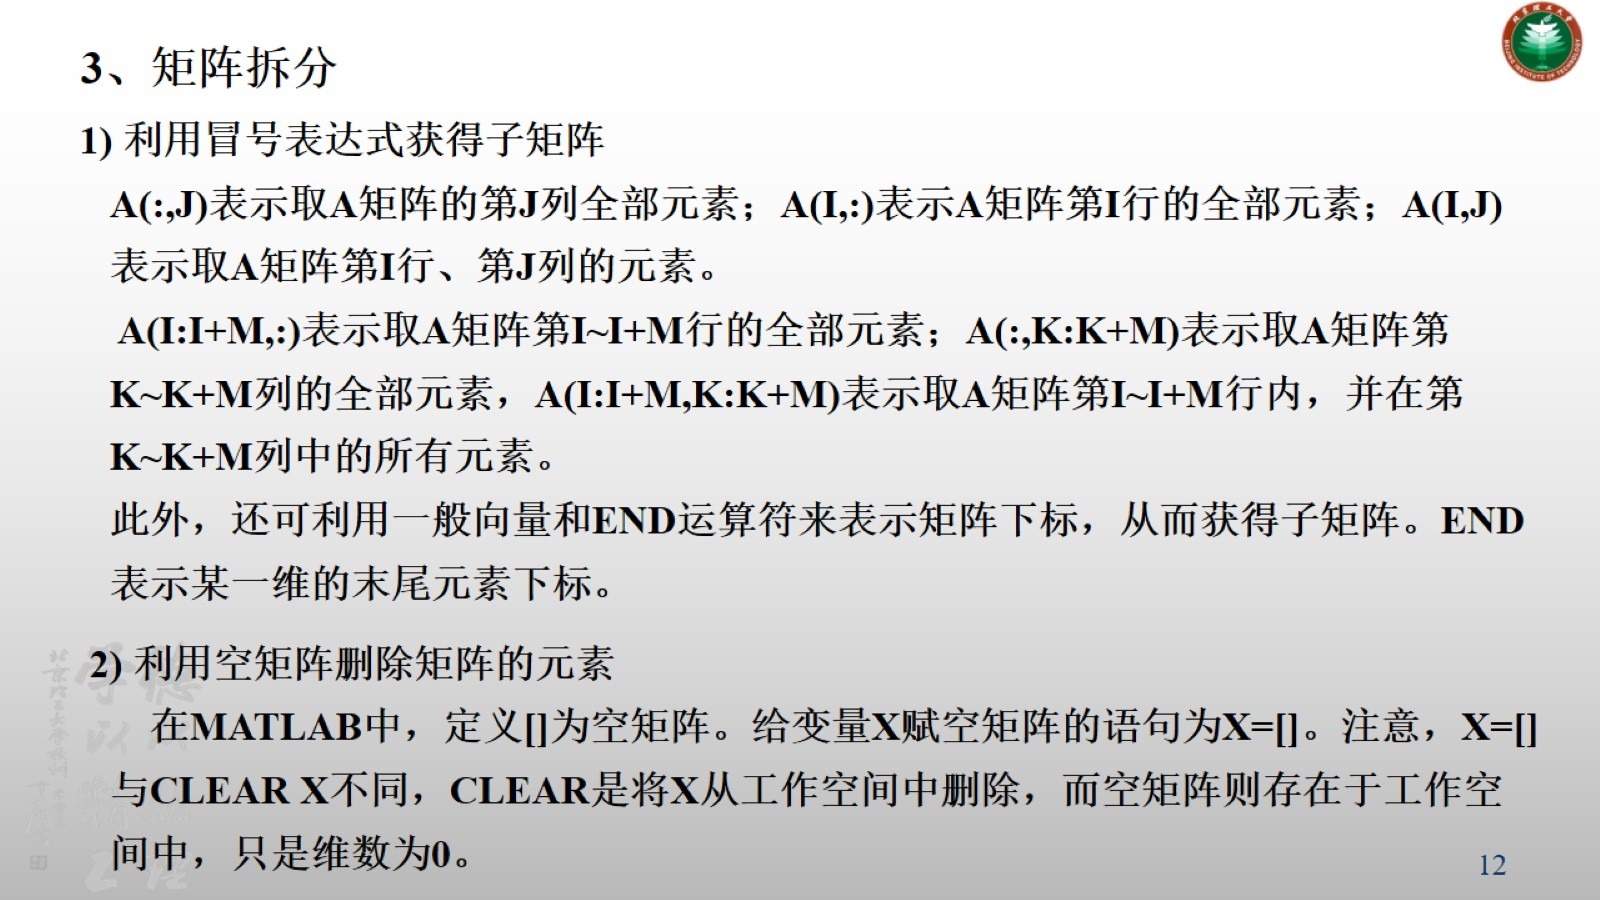 3、矩阵拆分
1) 利用冒号表达式获得子矩阵
A(:,J)表示取A矩阵的第J列全部元素；A(I,:)表示A矩阵第I行的全部元素；A(I,J)
表示取A矩阵第I行、第J列的元素。
A(I:I+M,:)表示取A矩阵第I~I+M行的全部元素；A(:,K:K+M)表示取A矩阵第
K~K+M列的全部元素，A(I:I+M,K:K+M)表示取A矩阵第I~I+M行内，并在第
K~K+M列中的所有元素。
此外，还可利用一般向量和END运算符来表示矩阵下标，从而获得子矩阵。END
表示某一维的末尾元素下标。
2) 利用空矩阵删除矩阵的元素
在MATLAB中，定义[]为空矩阵。给变量X赋空矩阵的语句为X=[]。注意，X=[]
与CLEAR X不同，CLEAR是将X从工作空间中删除，而空矩阵则存在于工作空
间中，只是维数为0。
12